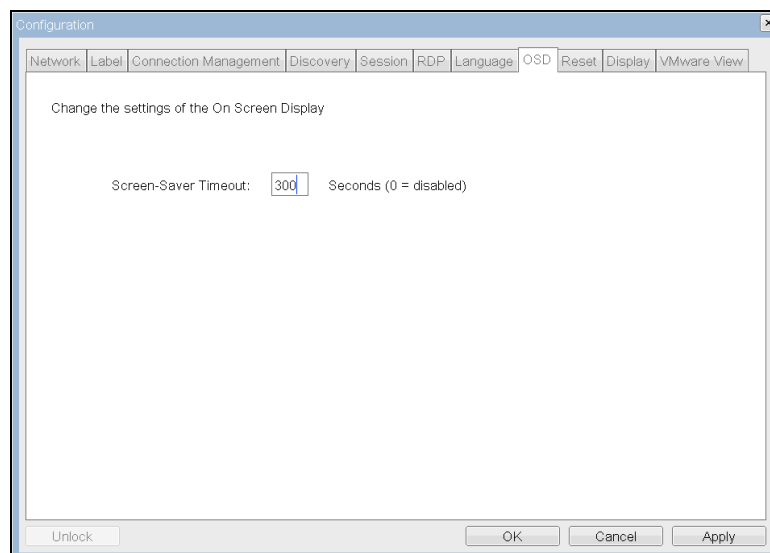 Configuration
Network Label Connection Management Discovery Session RDP Language OSD Reset Display VMware View
Change the settings of the On Screen Display
Screen-Saver Timeout: 300 Seconds (0 = disabled)
Unlock OK Cancel Apply